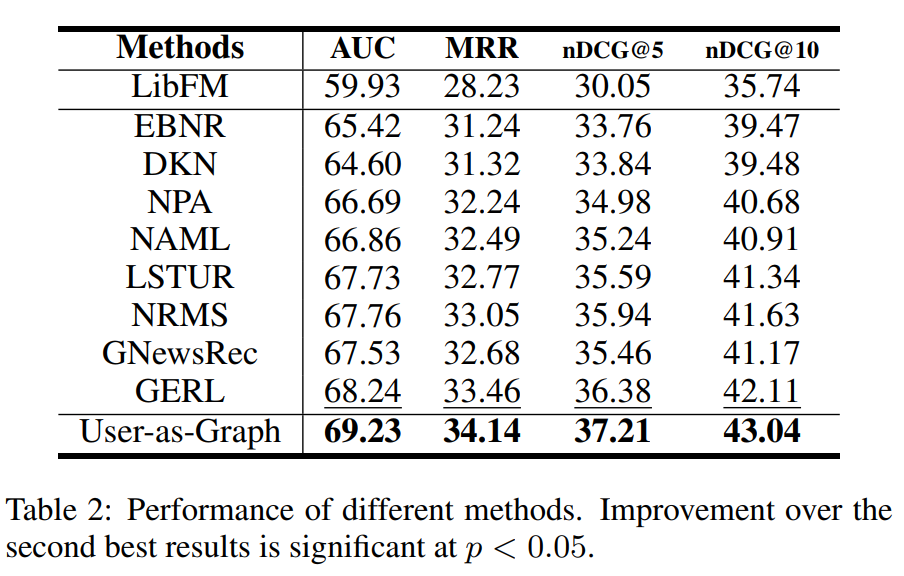 Methods AUC MRR nDCG@5 nDCG@10
LibFM 59.93 28.23 30.05 35.74
EBNR 65.42 31.24 33.76 39.47
DKN 64.60 31.32 33.84 39.48
NPA 66.69 32.24 34.98 40.68
NAML 66.86 32.49 35.24 40.91
LSTUR 67.73 32.77 35.59 41.34
NRMS 67.76 33.05 35.94 41.63
GNewsRec 67.53 32.68 35.46 41.17
GERL 68.24 33.46 36.38 42.11
User-as-Graph 69.23 34.14 37.21 43.04
Table 2: Performance of different methods. Improvement over the
second best results is significant at p < 0.05.